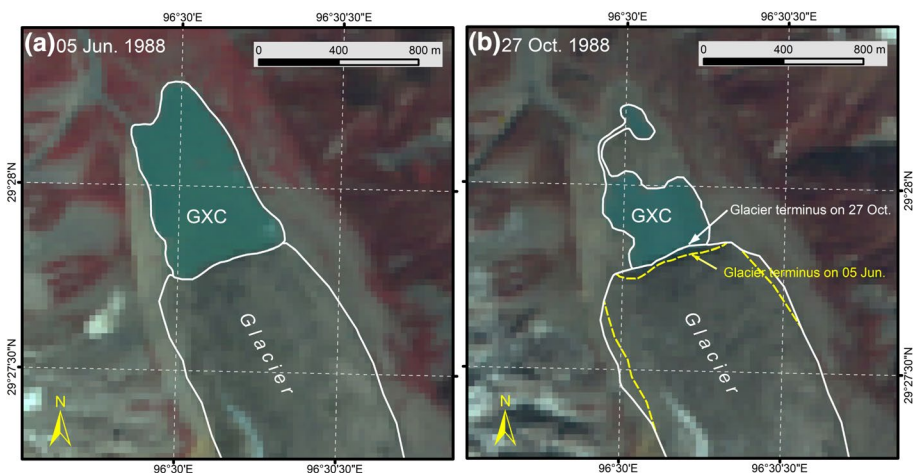 96°30'0"E
96°30'30"E
(a) 05 Jun. 1988
0 400 800 m
29°28'N
GXC
Glacier
29°27'30"N
N
96°30'E
96°30'30"E
96°30'0"E
96°30'30"E
(b) 27 Oct. 1988
0 400 800 m
GXC
Glacier terminus on 27 Oct.
Glacier terminus on 05 Jun.
29°28'N
Glacier
29°27'30"N
N
96°30'E
96°30'30"E